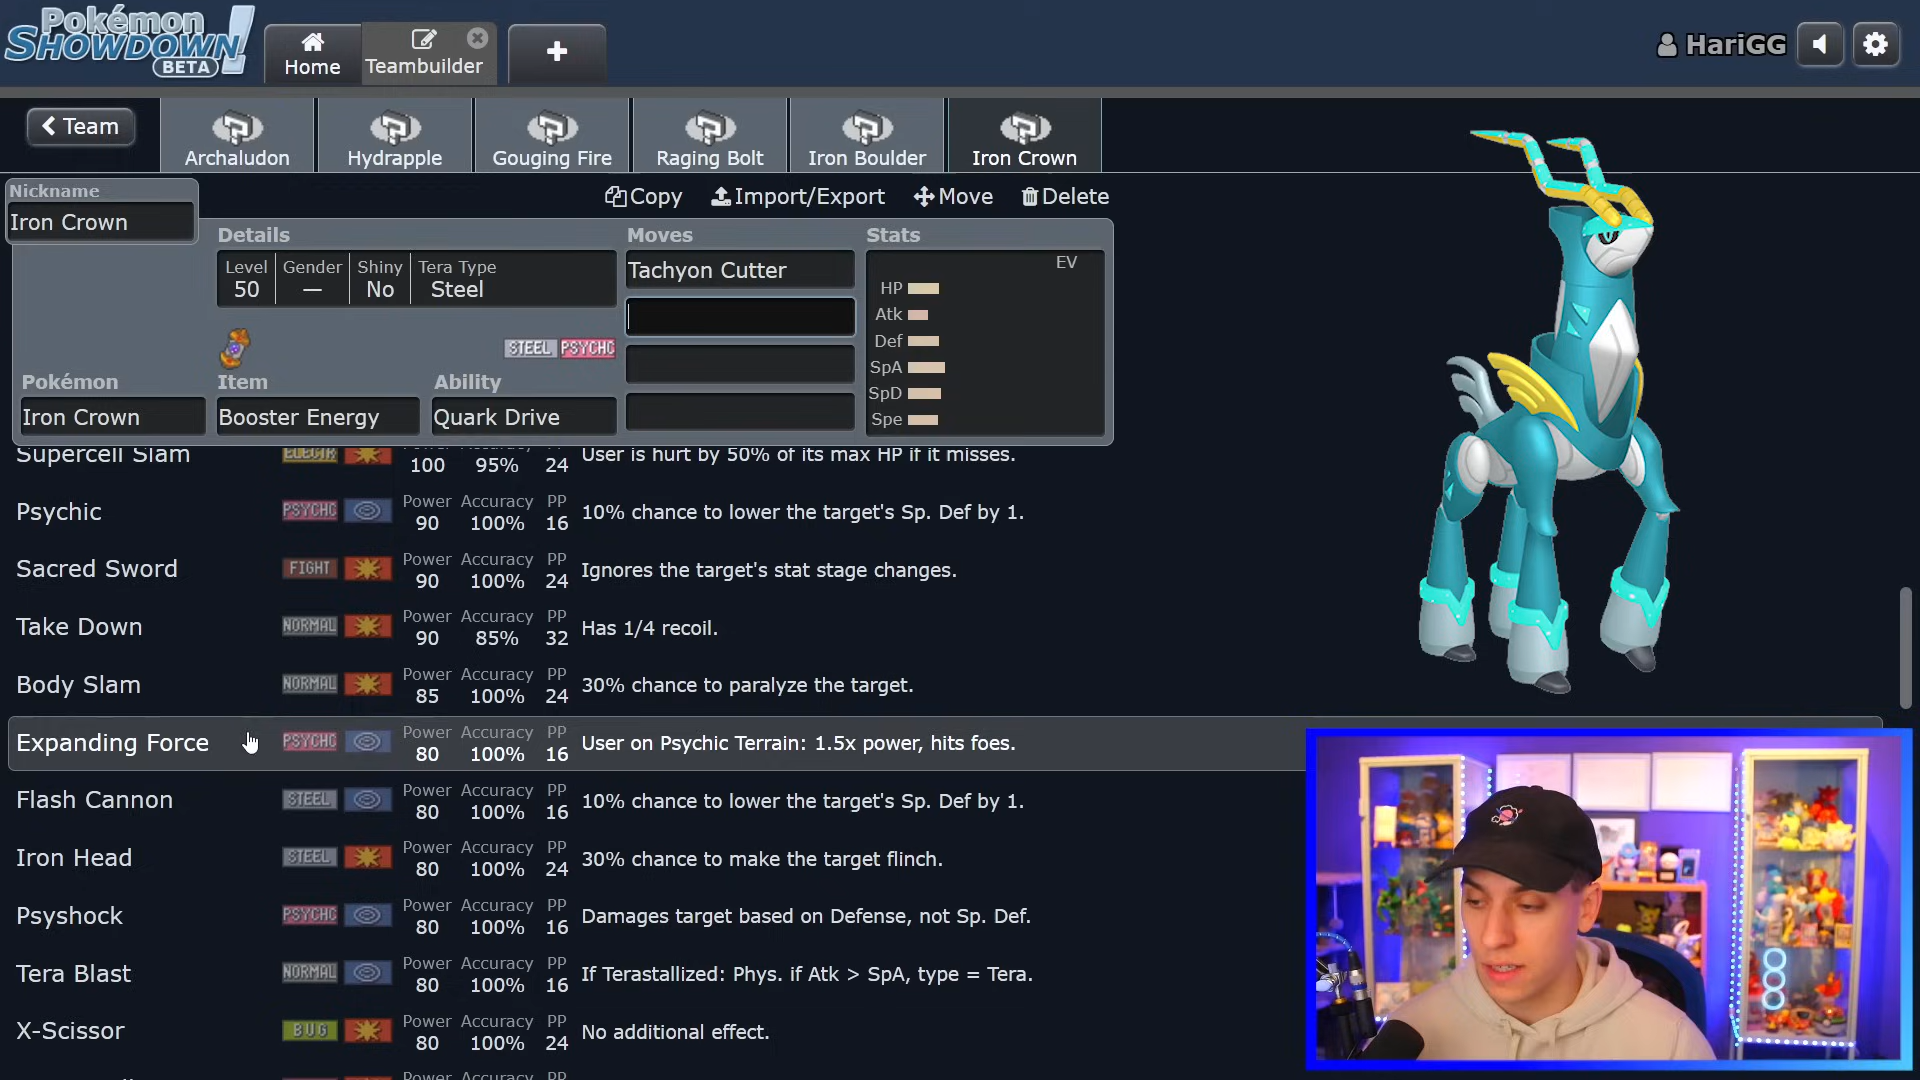 Pokémon
SHOWDOWN!
BETA
Home
Teambuilder
HariGG
Team
Archaludon
Hydrapple
Gouging Fire
Raging Bolt
Iron Boulder
Iron Crown
Copy
Import/Export
Move
Delete
Nickname
Iron Crown
Details
Moves
Stats
Level
Gender
Shiny
Tera Type
50
—
No
Steel
Tachyon Cutter
EV
HP
Atk
Def
SpA
SpD
Spe
STEEL PSYCHC
Pokémon
Item
Ability
Iron Crown
Booster Energy
Quark Drive
Supercell Slam ELECTR 100 95% 24 User is hurt by 50% of its max HP if it misses.
Power Accuracy PP
Psychic PSYCHC 90 100% 16 10% chance to lower the target's Sp. Def by 1.
Power Accuracy PP
Sacred Sword FIGHT 90 100% 24 Ignores the target's stat stage changes.
Power Accuracy PP
Take Down NORMAL 90 85% 32 Has 1/4 recoil.
Power Accuracy PP
Body Slam NORMAL 85 100% 24 30% chance to paralyze the target.
Power Accuracy PP
Expanding Force PSYCHC 80 100% 16 User on Psychic Terrain: 1.5x power, hits foes.
Power Accuracy PP
Flash Cannon STEEL 80 100% 16 10% chance to lower the target's Sp. Def by 1.
Power Accuracy PP
Iron Head STEEL 80 100% 24 30% chance to make the target flinch.
Power Accuracy PP
Psyshock PSYCHC 80 100% 16 Damages target based on Defense, not Sp. Def.
Power Accuracy PP
Tera Blast NORMAL 80 100% 16 If Terastallized: Phys. if Atk > SpA, type = Tera.
Power Accuracy PP
X-Scissor BUG 80 100% 24 No additional effect.